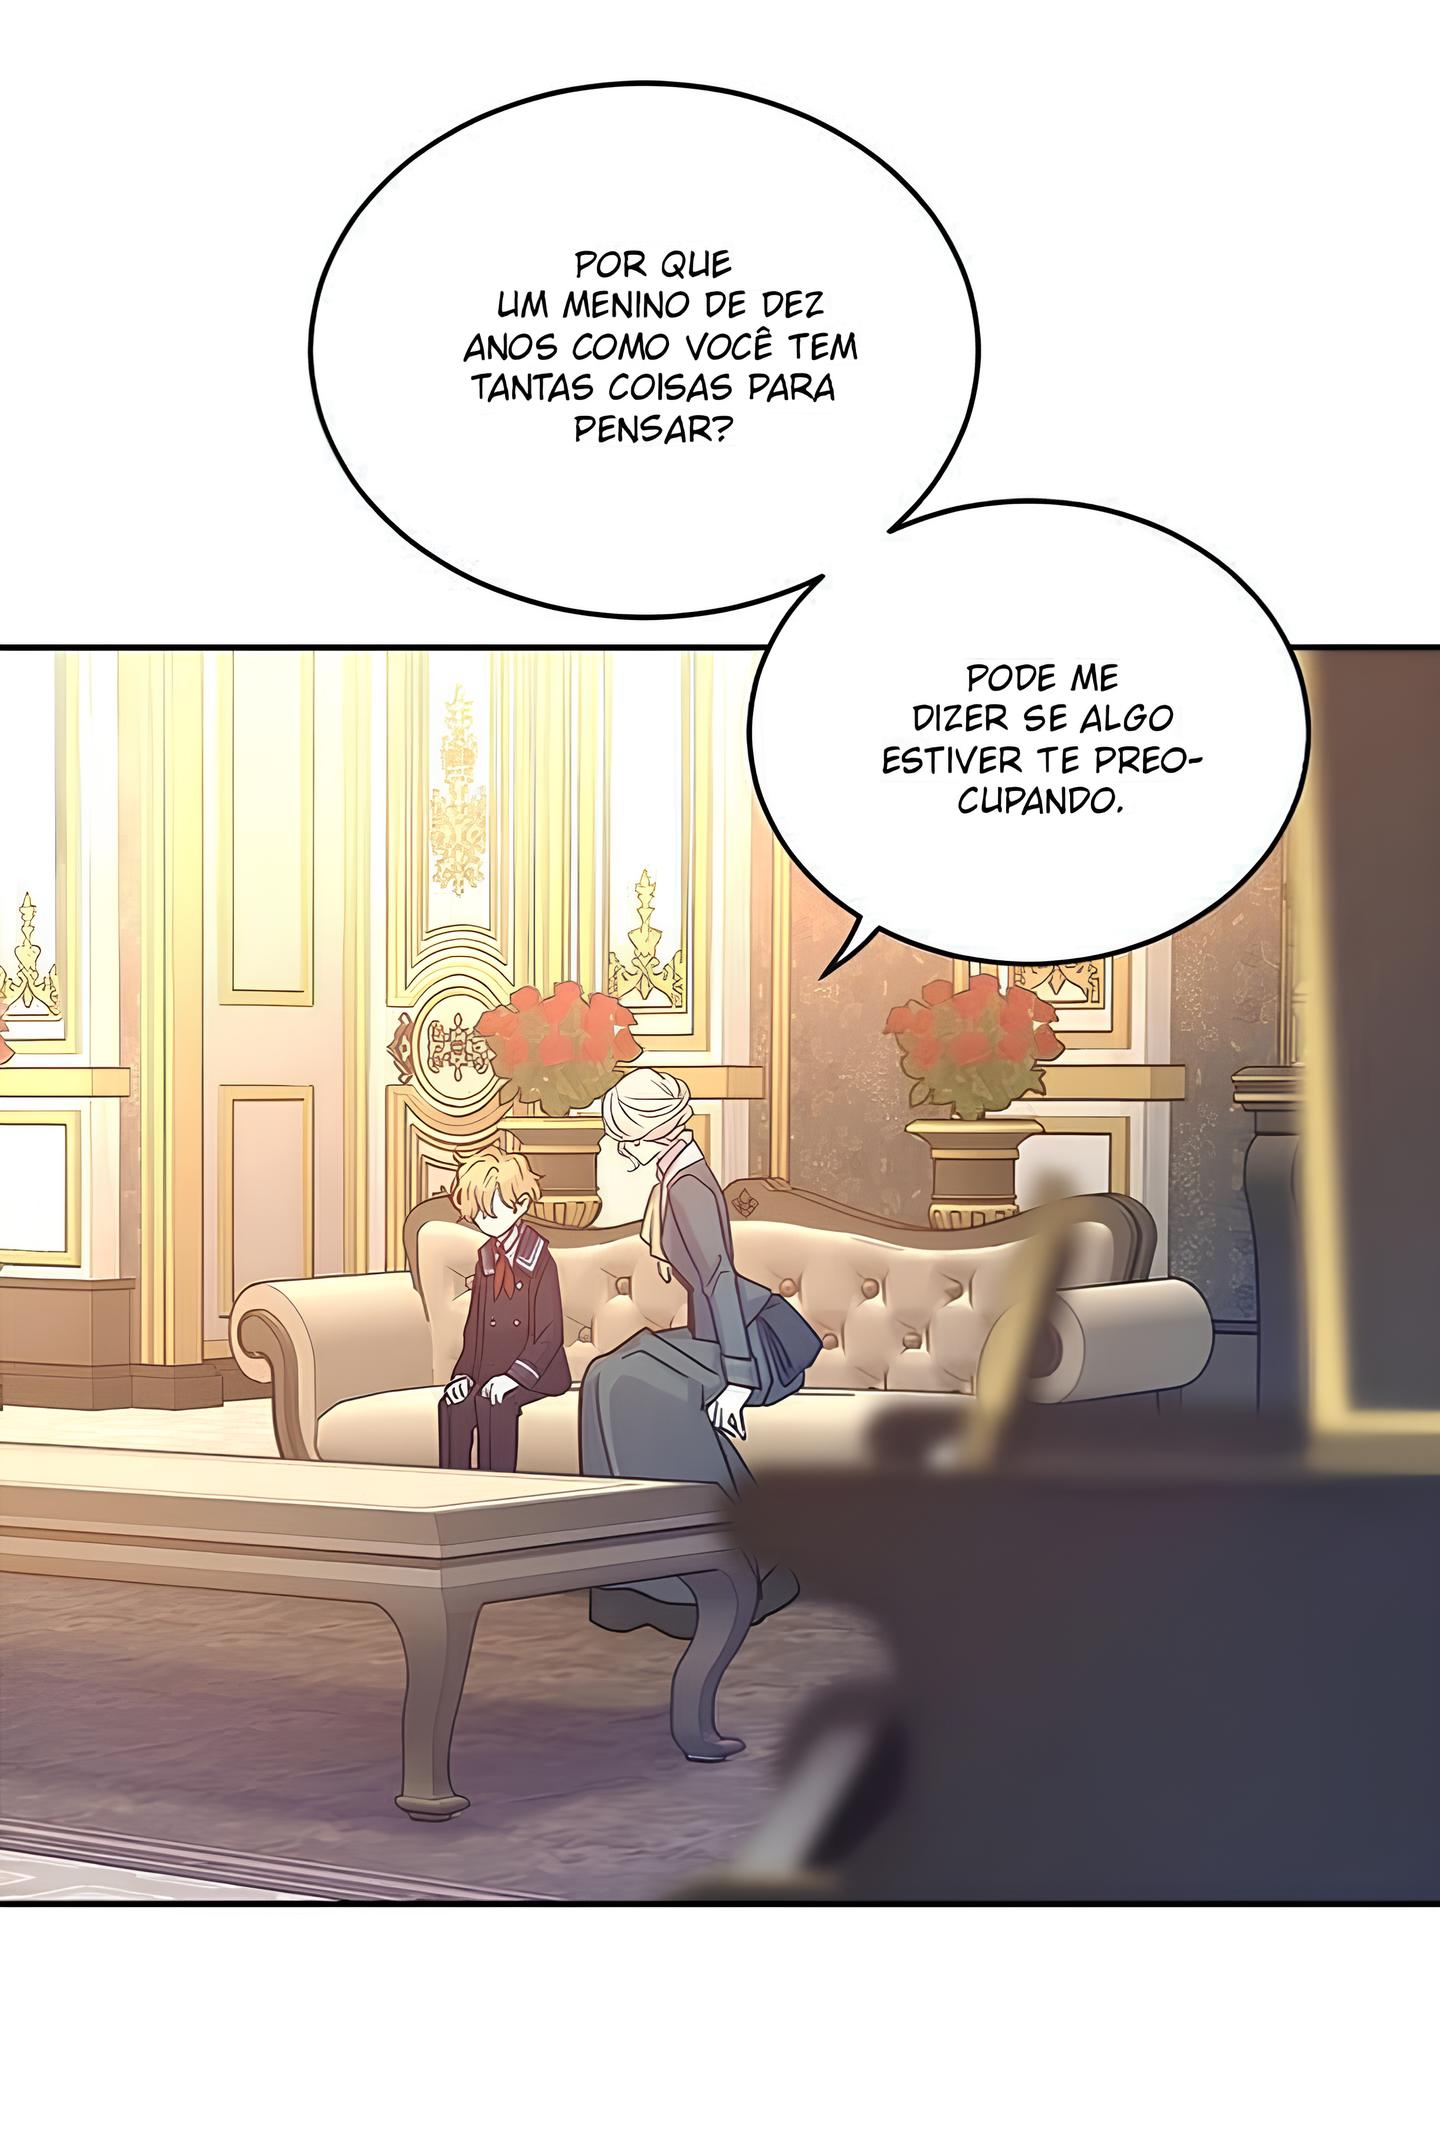 POR QUE
UM MENINO DE DEZ
ANOS COMO VOCÊ TEM
TANTAS COISAS PARA
PENSAR?
PODE ME
DIZER SE ALGO
ESTIVER TE PREO-
CUPANDO.